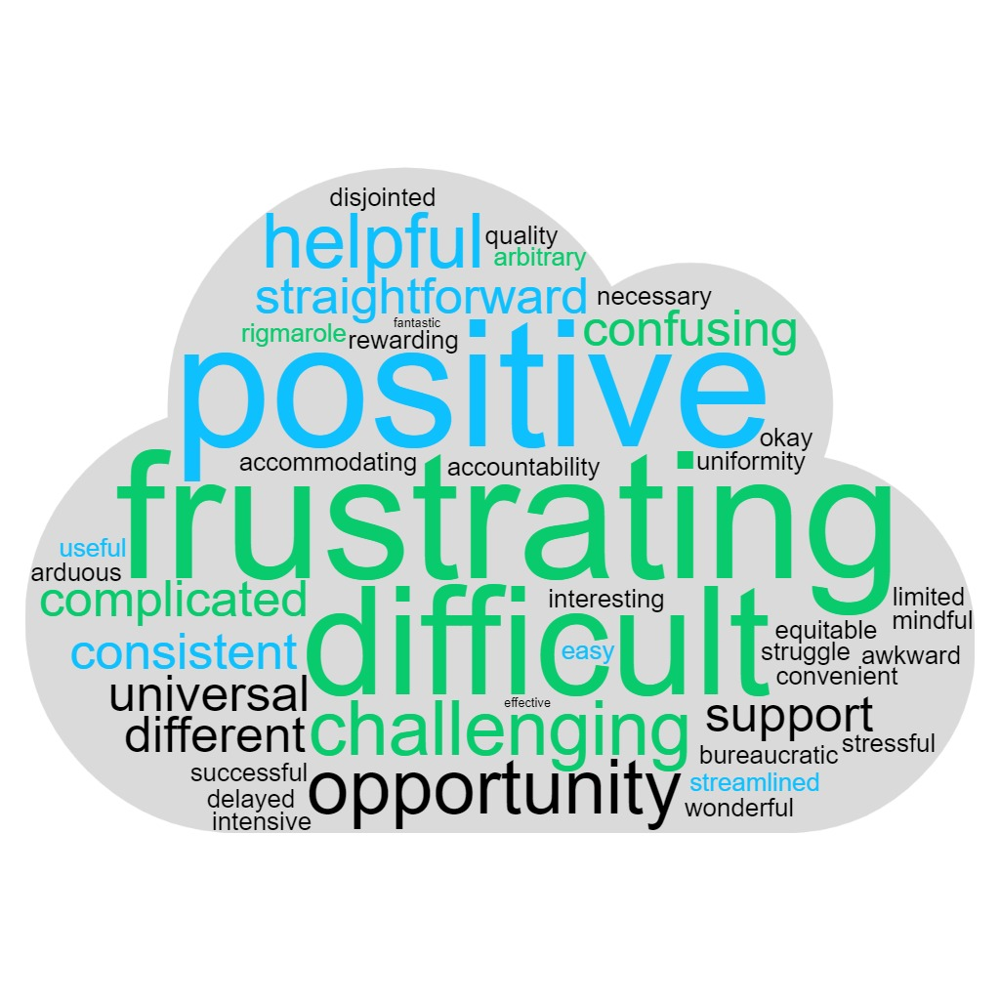 disjointed
helpful
quality
arbitrary
straightforward
necessary
fantastic
rigmarole
rewarding
confusing
positive
okay
accommodating
accountability
uniformity
frustrating
useful
arduous
complicated
interesting
limited
mindful
difficult
equitable
consistent
easy
struggle
awkward
convenient
universal
effective
support
different
challenging
stressful
bureaucratic
successful
opportunity
streamlined
delayed
wonderful
intensive